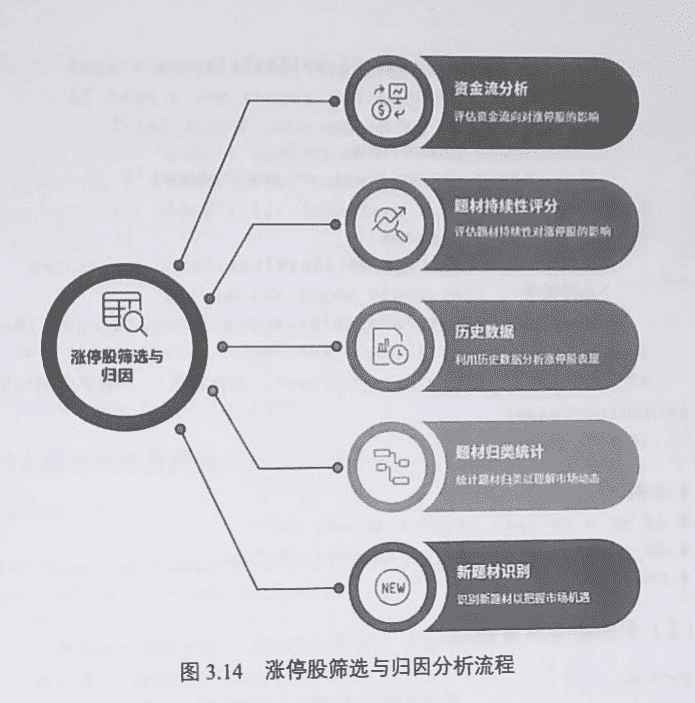 资金流分析
评估资金流向对涨停股的影响
题材持续性评分
评估题材持续性对涨停股的影响
涨停股筛选与
归因
历史数据
利用历史数据分析涨停股表现
题材归类统计
统计题材归类以理解市场动态
NEW
新题材识别
识别新题材以把握市场机遇
图 3.14 涨停股筛选与归因分析流程